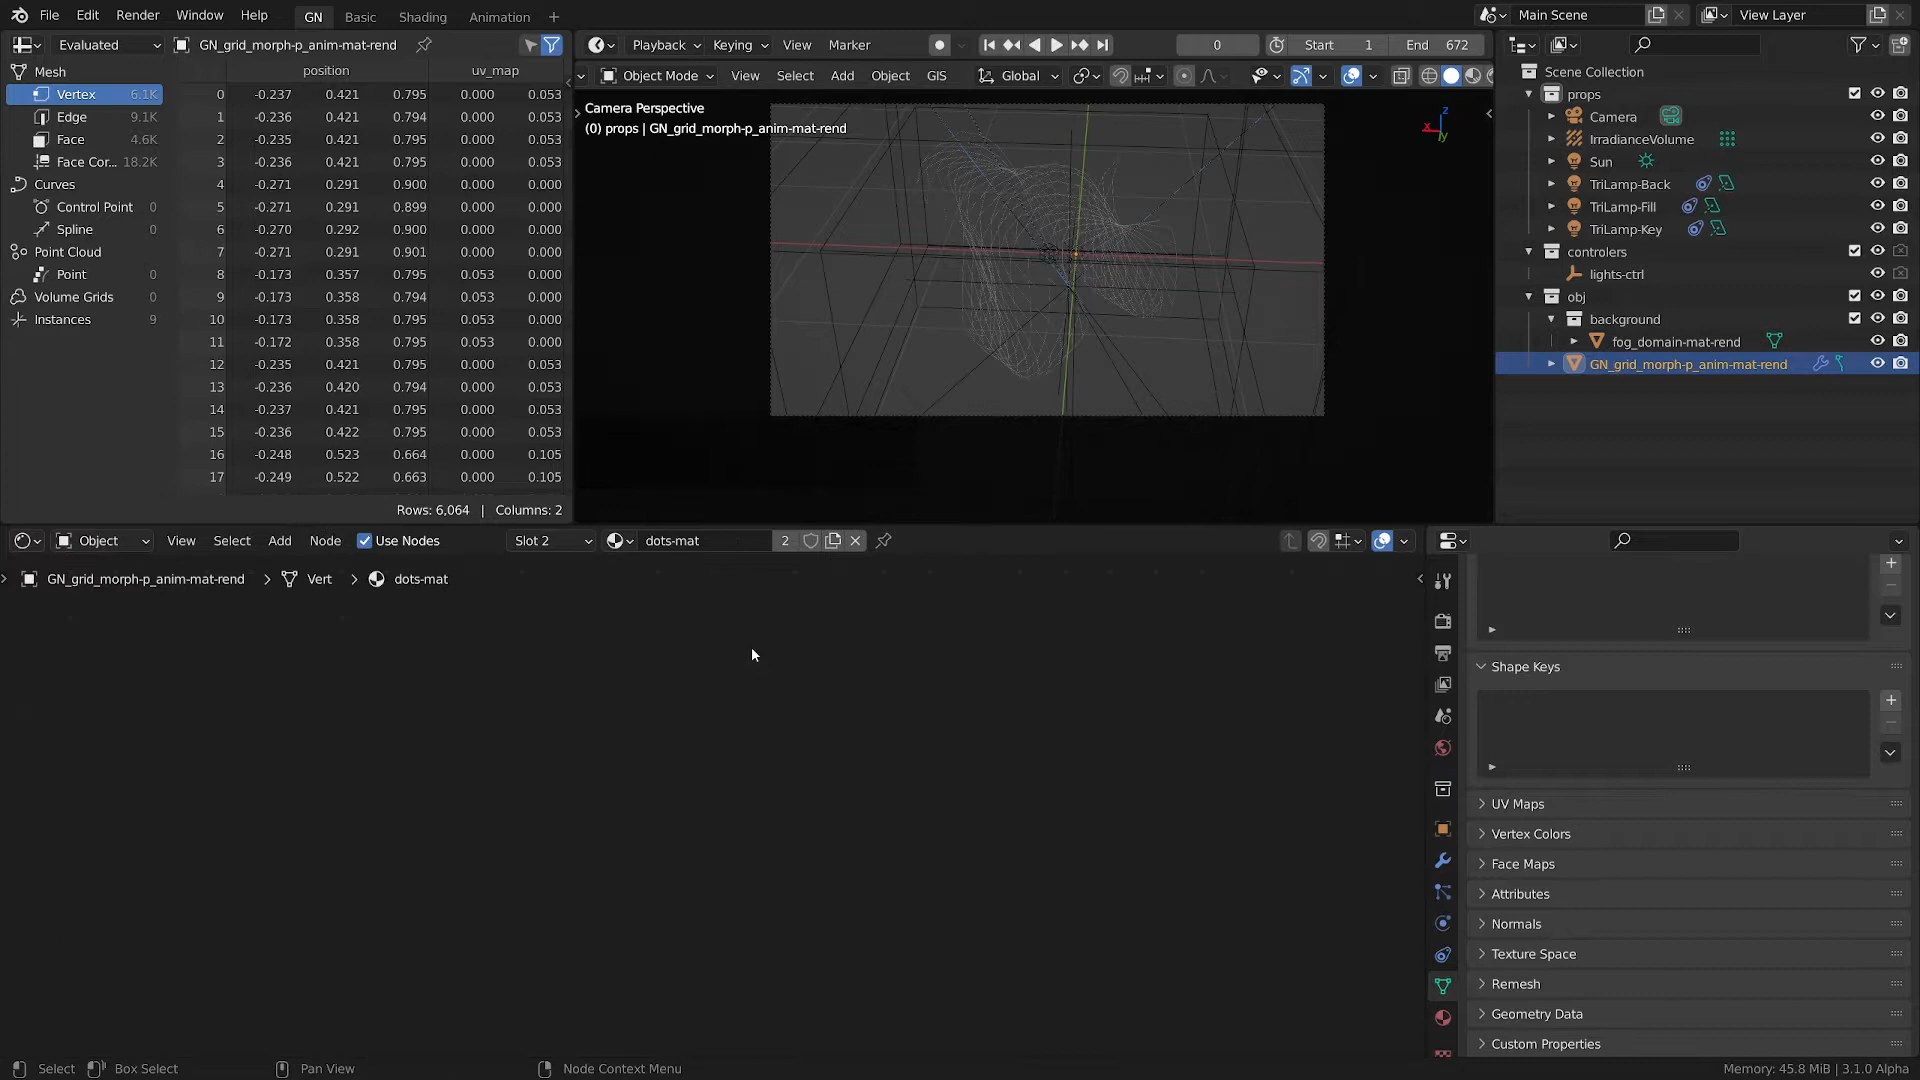 File Edit Render Window Help GN Basic Shading Animation + Main Scene View Layer
Evaluated GN_grid_morph-p_anim-mat-rend Playback Keying View Marker 0 Start 1 End 672
Mesh position uv_map Object Mode View Select Add Object GIS Global
Vertex 6.1K
Edge 9.1K
Face 4.6K
Face Cor... 18.2K
Curves
Control Point 0
Spline 0
Point Cloud
Point 0
Volume Grids 0
Instances 9
0 -0.237 0.421 0.795 0.000 0.053
1 -0.236 0.421 0.794 0.000 0.053
2 -0.235 0.421 0.795 0.000 0.053
3 -0.236 0.421 0.795 0.000 0.053
4 -0.271 0.291 0.900 0.000 0.000
5 -0.271 0.291 0.899 0.000 0.000
6 -0.270 0.292 0.900 0.000 0.000
7 -0.271 0.291 0.901 0.000 0.000
8 -0.173 0.357 0.795 0.053 0.000
9 -0.173 0.358 0.794 0.053 0.000
10 -0.173 0.358 0.795 0.053 0.000
11 -0.172 0.358 0.795 0.053 0.000
12 -0.235 0.421 0.795 0.000 0.053
13 -0.236 0.420 0.794 0.000 0.053
14 -0.237 0.421 0.795 0.000 0.053
15 -0.236 0.422 0.795 0.000 0.053
16 -0.248 0.523 0.664 0.000 0.105
17 -0.249 0.522 0.663 0.000 0.105
Rows: 6,064 | Columns: 2
Camera Perspective
(0) props | GN_grid_morph-p_anim-mat-rend
Z
X
Y
Scene Collection
props
Camera
IrradianceVolume
Sun
TriLamp-Back
TriLamp-Fill
TriLamp-Key
controlers
lights-ctrl
obj
background
fog_domain-mat-rend
GN_grid_morph-p_anim-mat-rend
Object View Select Add Node Use Nodes Slot 2 dots-mat 2
GN_grid_morph-p_anim-mat-rend > Vert > dots-mat
Shape Keys
UV Maps
Vertex Colors
Face Maps
Attributes
Normals
Texture Space
Remesh
Geometry Data
Custom Properties
Select Box Select Pan View Node Context Menu Memory: 45.8 MiB | 3.1.0 Alpha